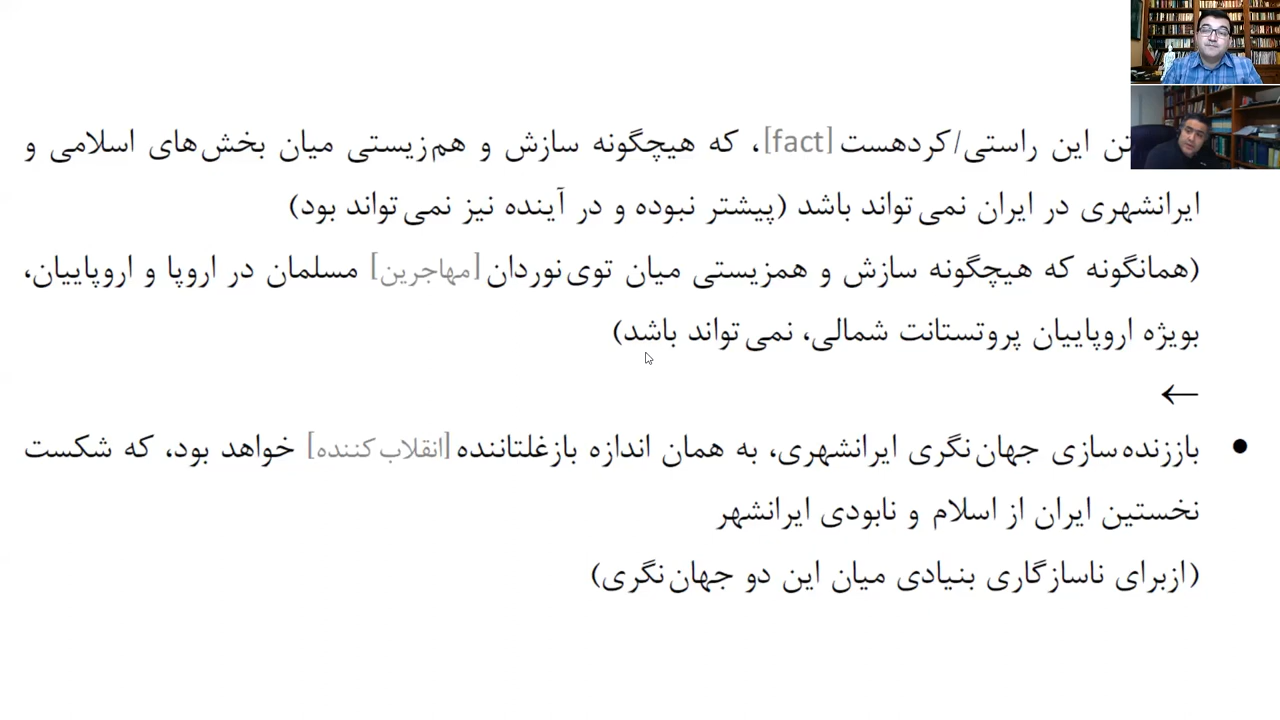 این راستی/کردهست[fact]، که هیچگونه سازش و هم‌زیستی میان بخش‌های اسلامی و
ایرانشهری در ایران نمی‌تواند باشد (پیشتر نبوده و در آینده نیز نمی‌تواند بود)
(همانگونه که هیچگونه سازش و همزیستی میان توی‌نوردان[مهاجرین] مسلمان در اروپا و اروپاییان،
بویژه اروپاییان پروتستانت شمالی، نمی‌تواند باشد)
←
• باززنده‌سازی جهان‌نگری ایرانشهری، به همان اندازه بازغلتاننده[انقلاب‌کننده] خواهد بود، که شکست
نخستین ایران از اسلام و نابودی ایرانشهر
(ازبرای ناسازگاری بنیادی میان این دو جهان‌نگری)